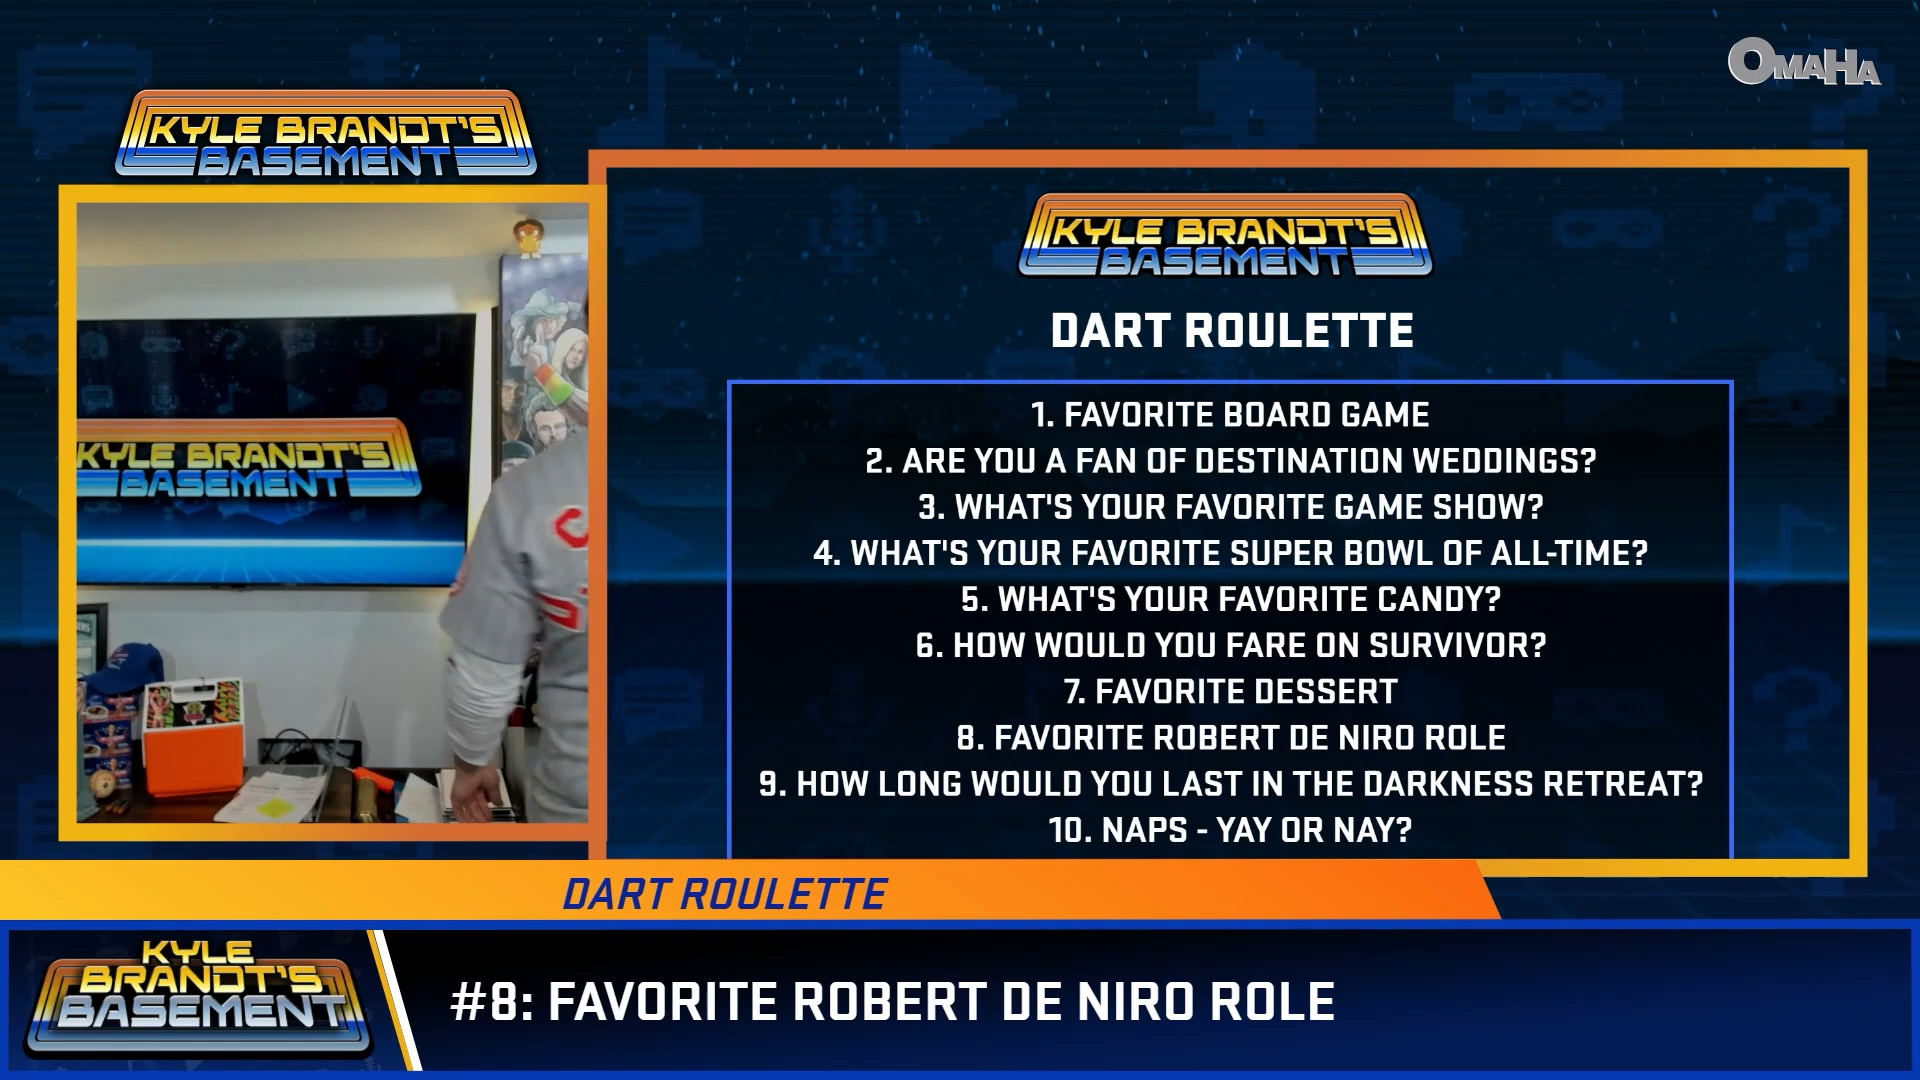 OMAHA
KYLE BRANDT'S
BASEMENT
KYLE BRANDT'S
BASEMENT
DART ROULETTE
1. FAVORITE BOARD GAME
2. ARE YOU A FAN OF DESTINATION WEDDINGS?
3. WHAT'S YOUR FAVORITE GAME SHOW?
4. WHAT'S YOUR FAVORITE SUPER BOWL OF ALL-TIME?
5. WHAT'S YOUR FAVORITE CANDY?
6. HOW WOULD YOU FARE ON SURVIVOR?
7. FAVORITE DESSERT
8. FAVORITE ROBERT DE NIRO ROLE
9. HOW LONG WOULD YOU LAST IN THE DARKNESS RETREAT?
10. NAPS - YAY OR NAY?
KYLE BRANDT'S
BASEMENT
DART ROULETTE
KYLE
BRANDT'S
BASEMENT
#8: FAVORITE ROBERT DE NIRO ROLE